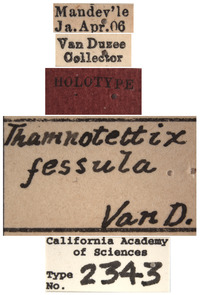 Mandev'le
Ja. Apr. 06
Van Duzee
Collector
HOLOTYPE
Thamnotettix
fessula
Van D.
California Academy
of Sciences
Type
No. 2343